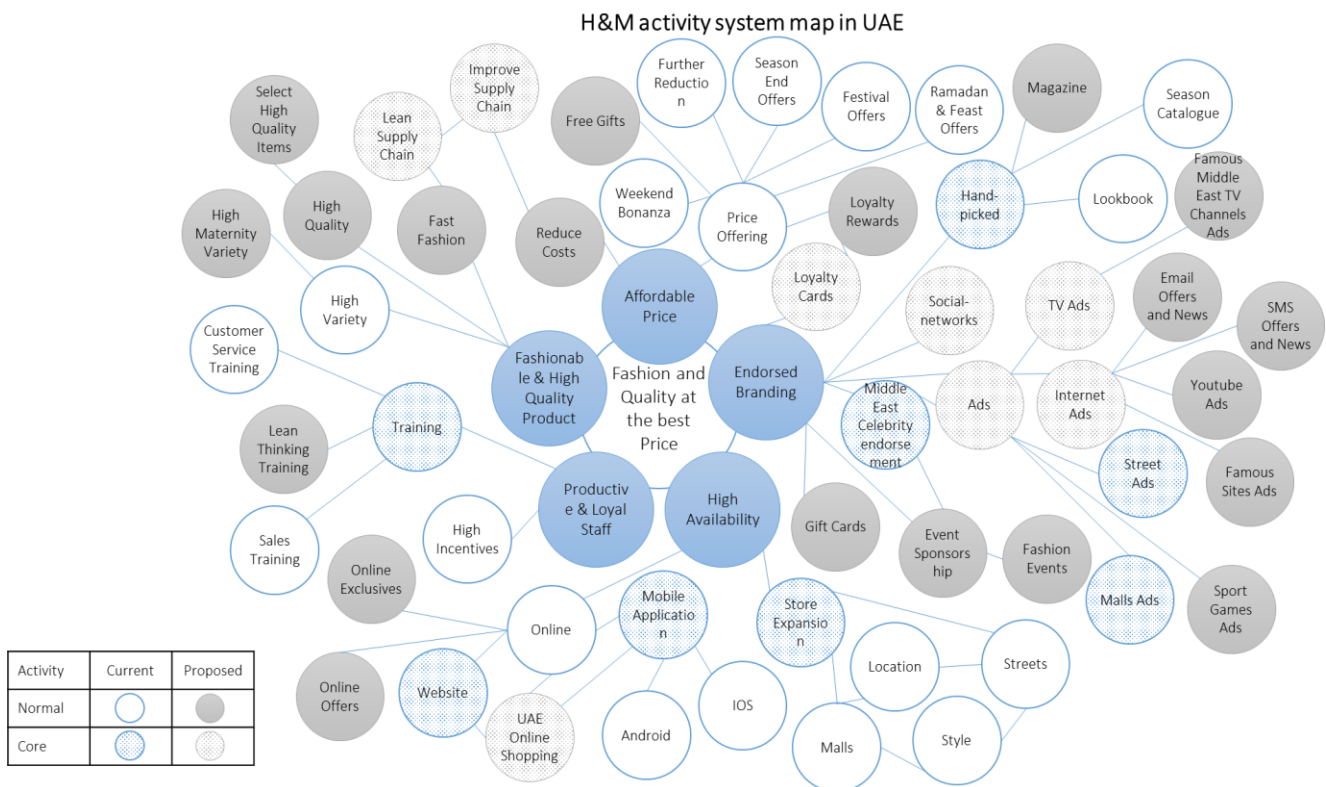 H&M activity system map in UAE
Further
Reductio
n
Season
End
Offers
Festival
Offers
Ramadan
& Feast
Offers
Magazine
Season
Catalogue
Improve
Supply
Chain
Select
High
Quality
Items
Lean
Supply
Chain
Free Gifts
Weekend
Bonanza
Price
Offering
Loyalty
Rewards
Hand-
picked
Lookbook
Famous
Middle
East TV
Channels
Ads
High
Maternity
Variety
High
Quality
Fast
Fashion
Reduce
Costs
Affordable
Price
Loyalty
Cards
Social-
networks
TV Ads
Email
Offers
and News
SMS
Offers
and News
High
Variety
Customer
Service
Training
Fashionab
le & High
Quality
Product
Fashion and
Quality at
the best
Price
Endorsed
Branding
Middle
East
Celebrity
endorse
ment
Ads
Internet
Ads
Youtube
Ads
Training
Lean
Thinking
Training
Street
Ads
Famous
Sites Ads
Sales
Training
High
Incentives
Productiv
e & Loyal
Staff
High
Availability
Gift Cards
Event
Sponsors
hip
Fashion
Events
Malls Ads
Sport
Games
Ads
Online
Exclusives
Online
Mobile
Applicatio
n
Store
Expansio
n
Location
Streets
Online
Offers
Website
UAE
Online
Shopping
Android
IOS
Malls
Style
Activity Current Proposed
Normal
Core